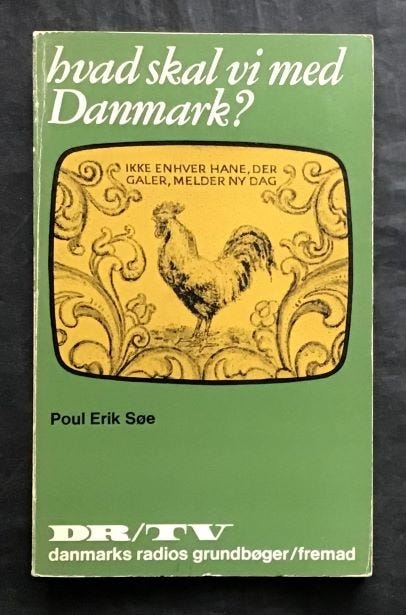 hvad skal vi med
Danmark?
IKKE ENHVER HANE, DER
GALER, MELDER NY DAG
Poul Erik Søe
DR/TV
danmarks radios grundbøger/fremad